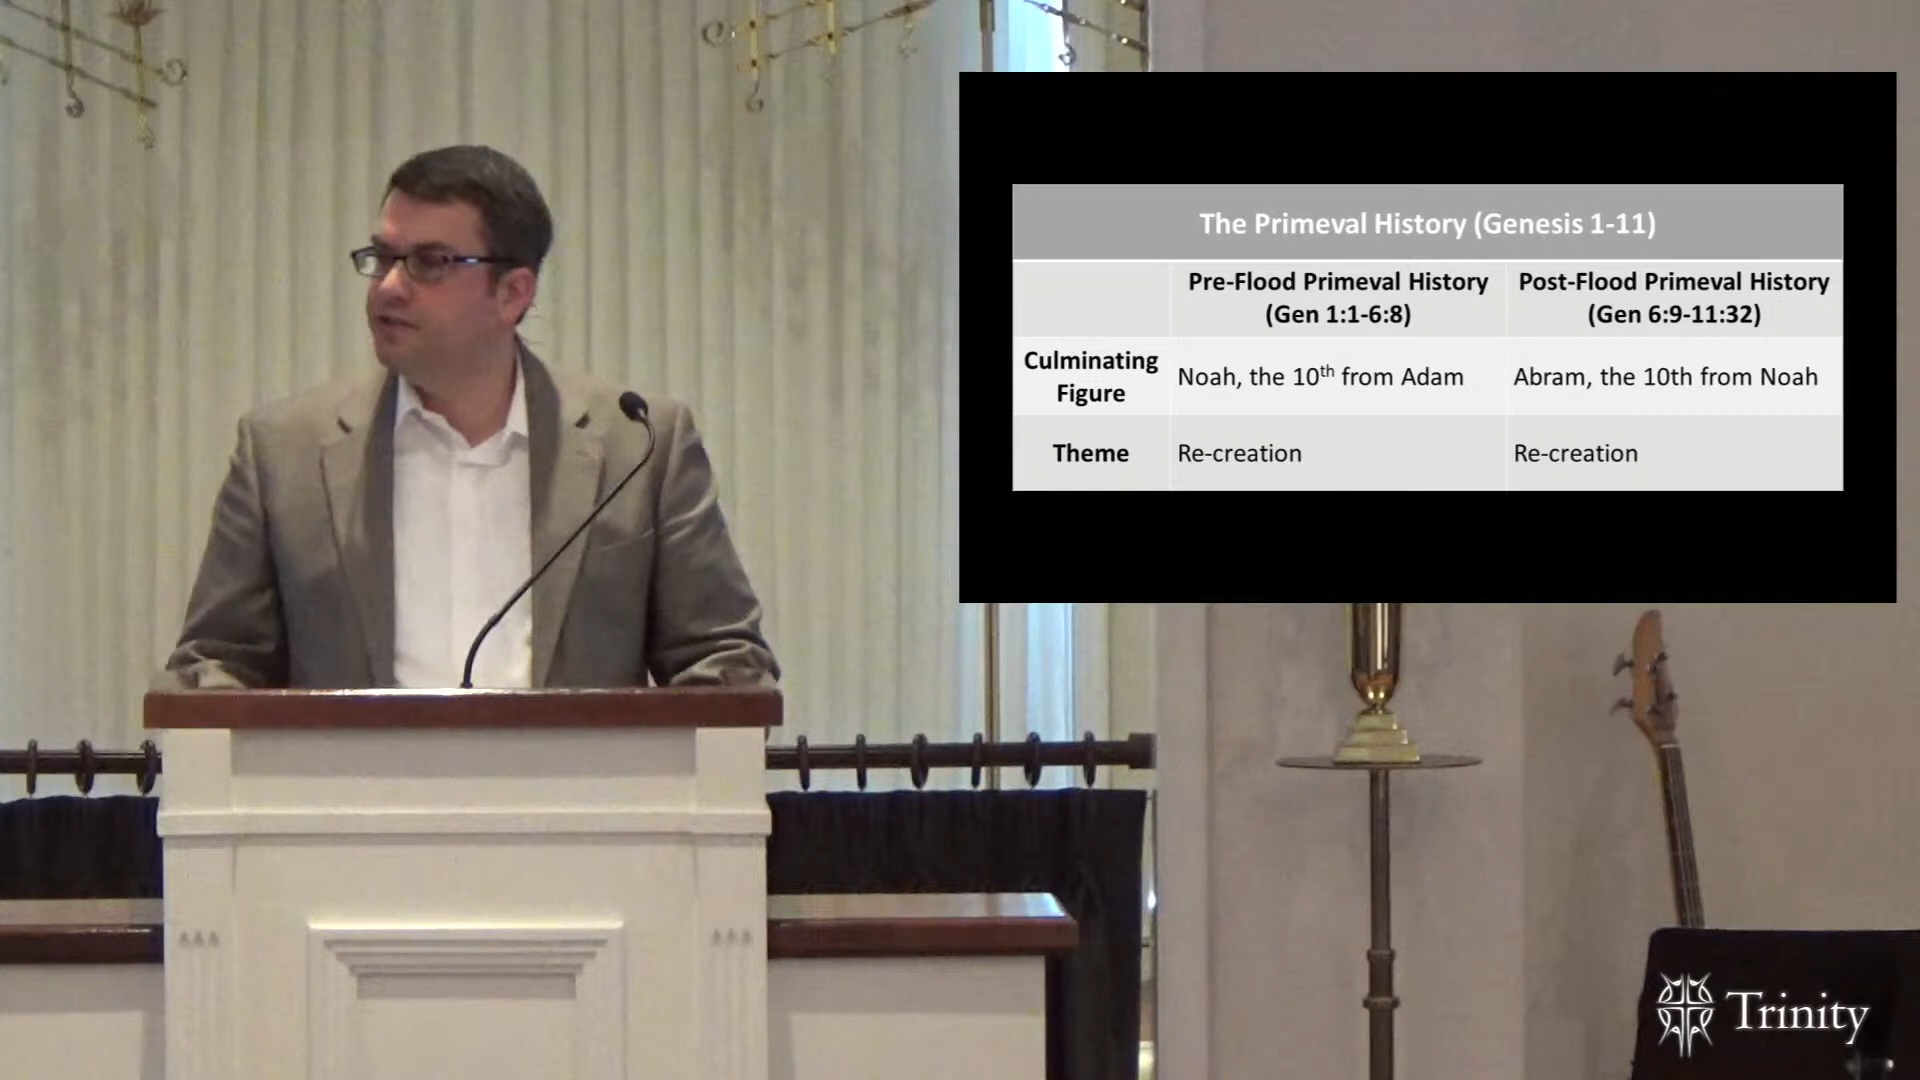 The Primeval History (Genesis 1-11)
Pre-Flood Primeval History
(Gen 1:1-6:8)
Post-Flood Primeval History
(Gen 6:9-11:32)
Culminating
Figure
Noah, the 10th from Adam
Abram, the 10th from Noah
Theme
Re-creation
Re-creation
Trinity